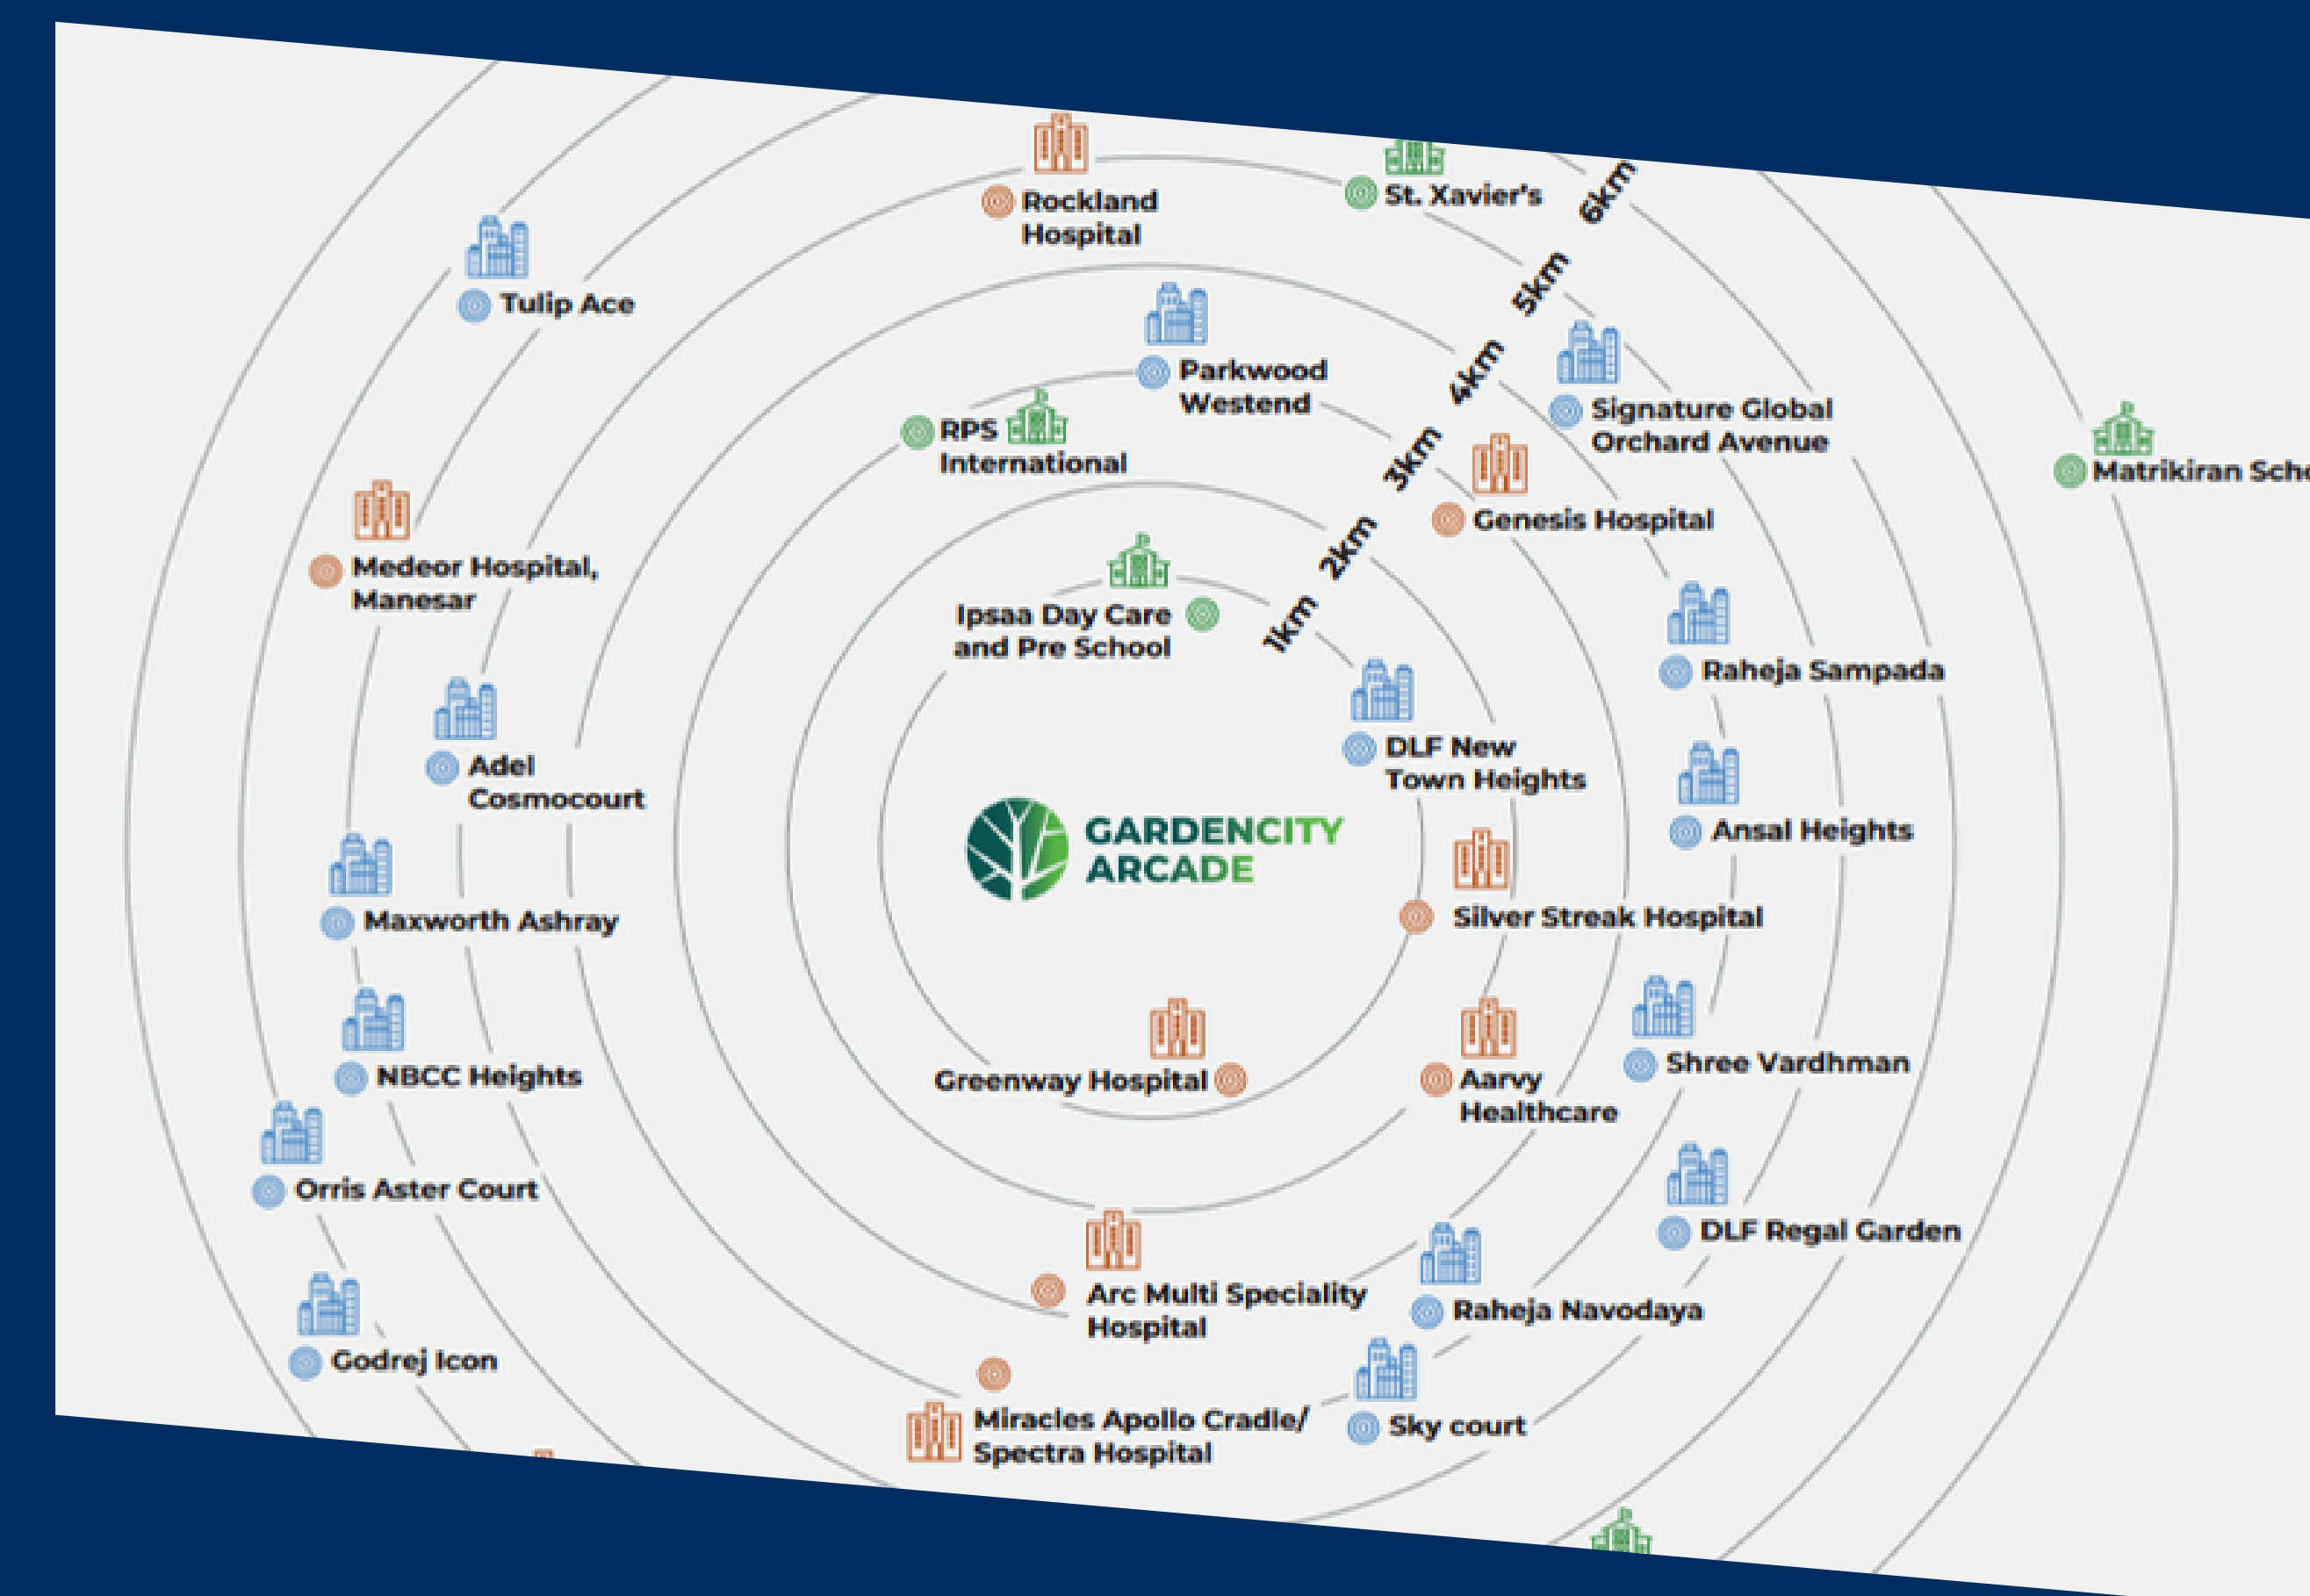 Rockland
Hospital
St. Xavier's
6km
Tulip Ace
5km
Parkwood
Westend
4km
Signature Global
Orchard Avenue
RPS
International
3km
Matrikiran
Genesis Hospital
2km
Medeor Hospital,
Manesar
Ipsaa Day Care
and Pre School
1km
Raheja Sampada
DLF New
Town Heights
Adel
Cosmocourt
GARDENCITY
ARCADE
Ansal Heights
Maxworth Ashray
Silver Streak Hospital
NBCC Heights
Greenway Hospital
Aarvy
Healthcare
Shree Vardhman
Orris Aster Court
DLF Regal Garden
Arc Multi Speciality
Hospital
Raheja Navodaya
Godrej Icon
Miracles Apollo Cradle/
Spectra Hospital
Sky court